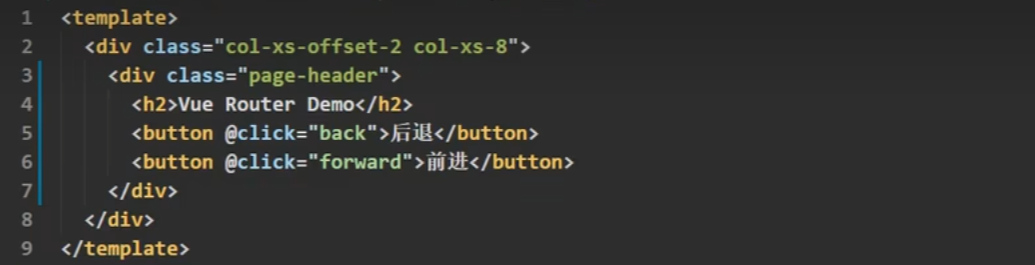 1 <template>
2 <div class="col-xs-offset-2 col-xs-8">
3 <div class="page-header">
4 <h2>Vue Router Demo</h2>
5 <button @click="back">后退</button>
6 <button @click="forward">前进</button>
7 </div>
8 </div>
9 </template>